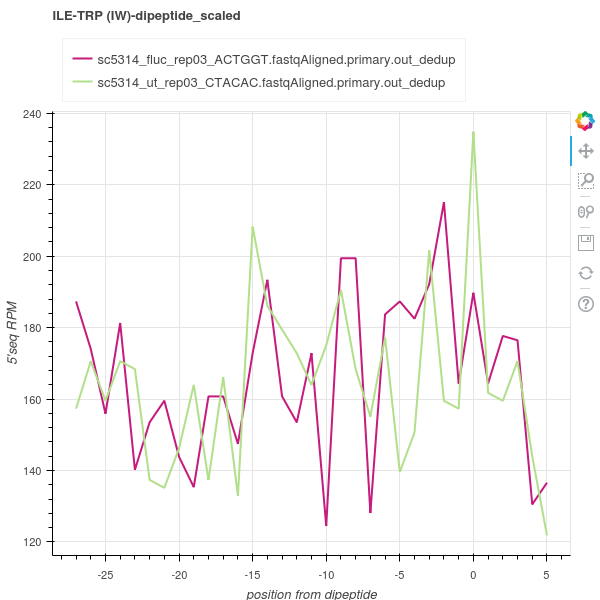 ILE-TRP (IW)-dipeptide_scaled
sc5314_fluc_rep03_ACTGGT.fastqAligned.primary.out_dedup
sc5314_ut_rep03_CTACAC.fastqAligned.primary.out_dedup
240
220
200
180
160
140
120
5'seq RPM
-25
-20
-15
-10
-5
0
5
position from dipeptide